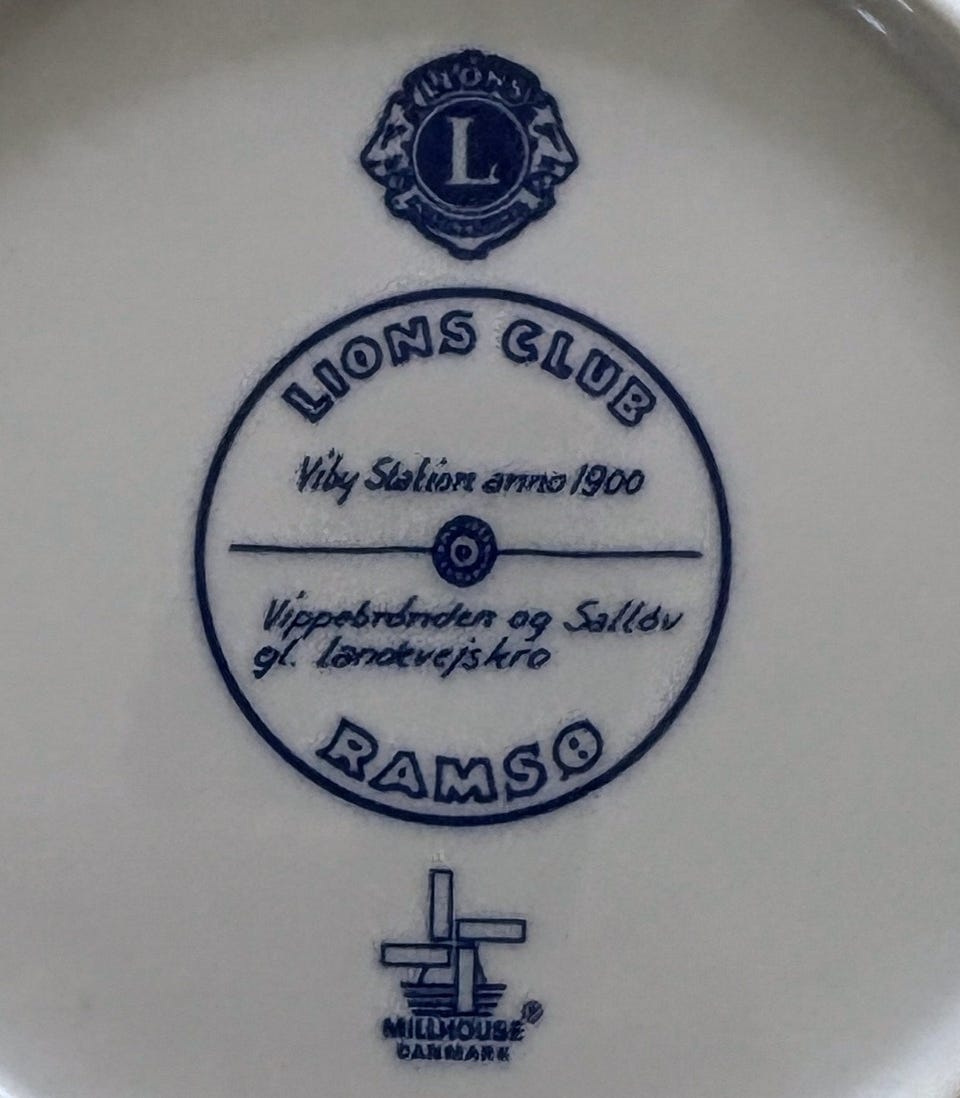 LIONS
L
LIONS CLUB
Viby Station anno 1900
Vippebrønden og Salløv
gl. landevejskro
RAMSØ
MILLHOUSE ®
DANMARK